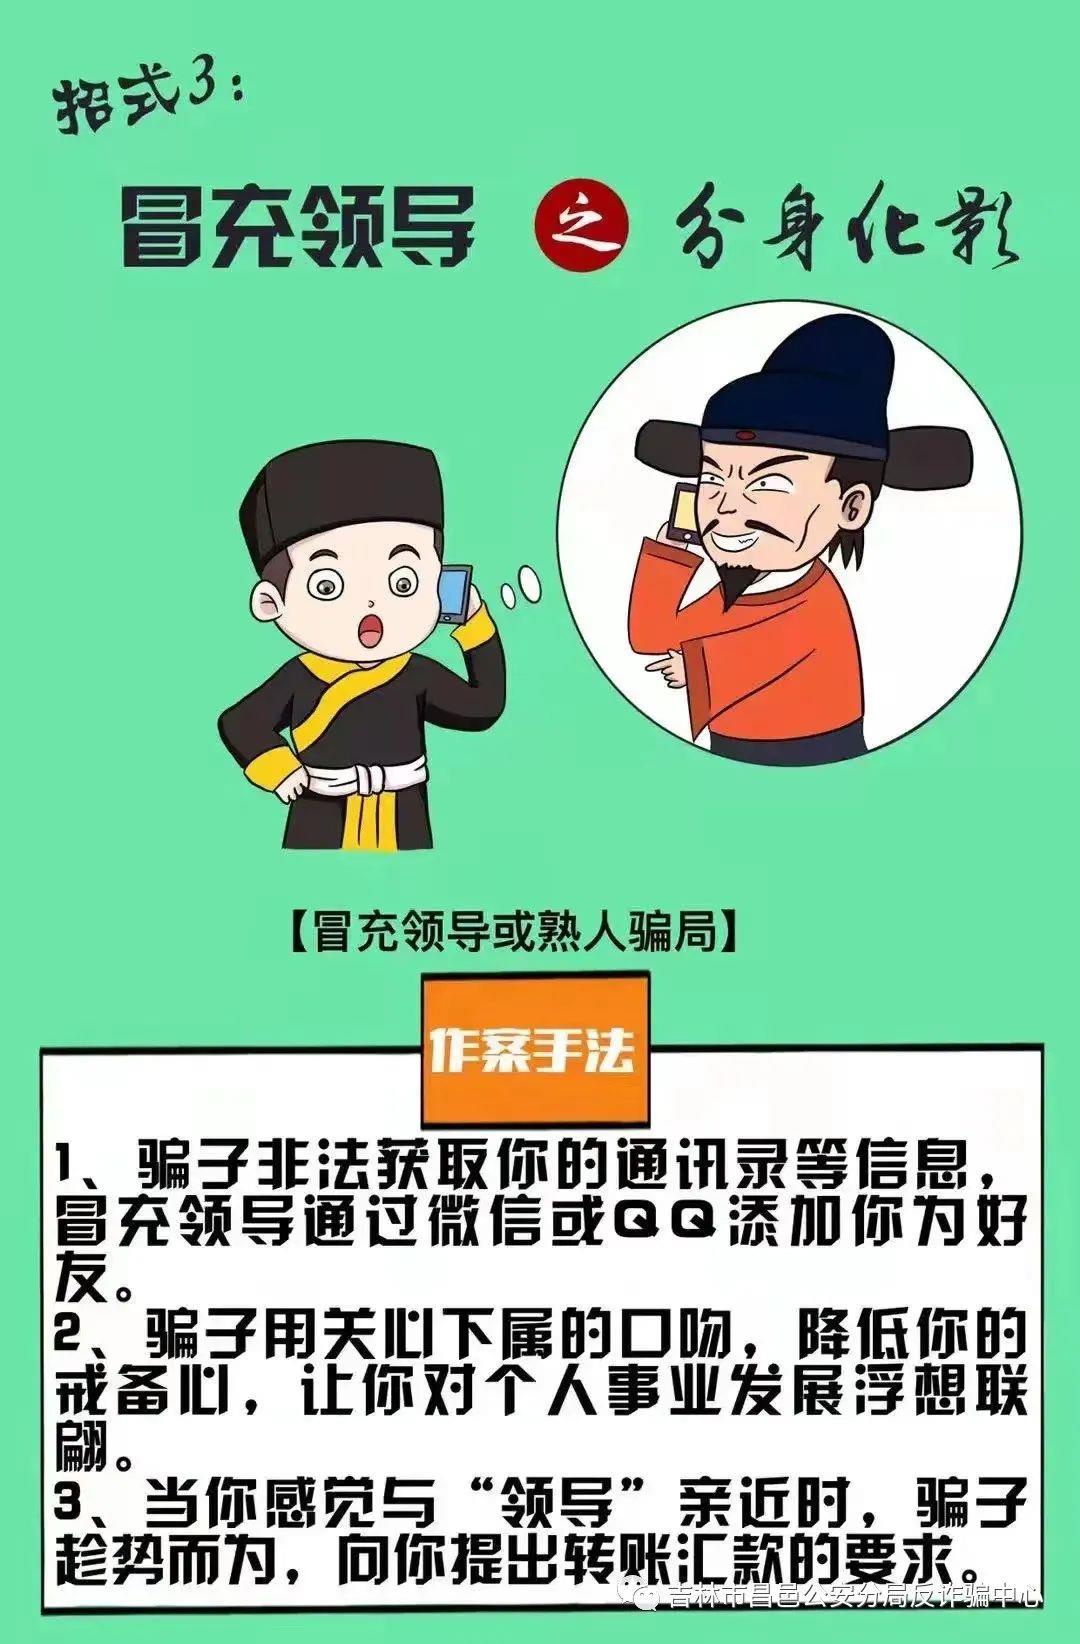 招式3：
冒充领导之分身化影
【冒充领导或熟人骗局】
作案手法
1、骗子非法获取你的通讯录等信息，
冒充领导通过微信或QQ添加你为好
友。
2、骗子用关心下属的口吻，降低你的
戒备心，让你对个人事业发展浮想联
翩。
3、当你感觉与“领导”亲近时，骗子
趁势而为，向你提出转账汇款的要求。
吉林市昌邑公安分局反诈骗中心